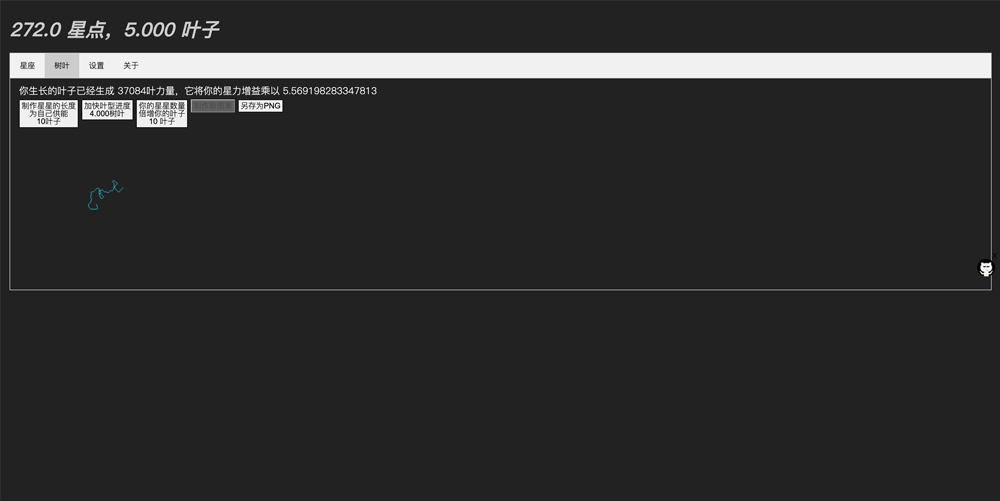 272.0 星点，5.000 叶子
星座 树叶 设置 关于
你生长的叶子已经生成 37084叶力量，它将你的星力增益乘以 5.569198283347813
制作星星的长度
为自己供能
10叶子
加快叶型进度
4.000树叶
你的星星数量
倍增你的叶子
10 叶子
另存为PNG